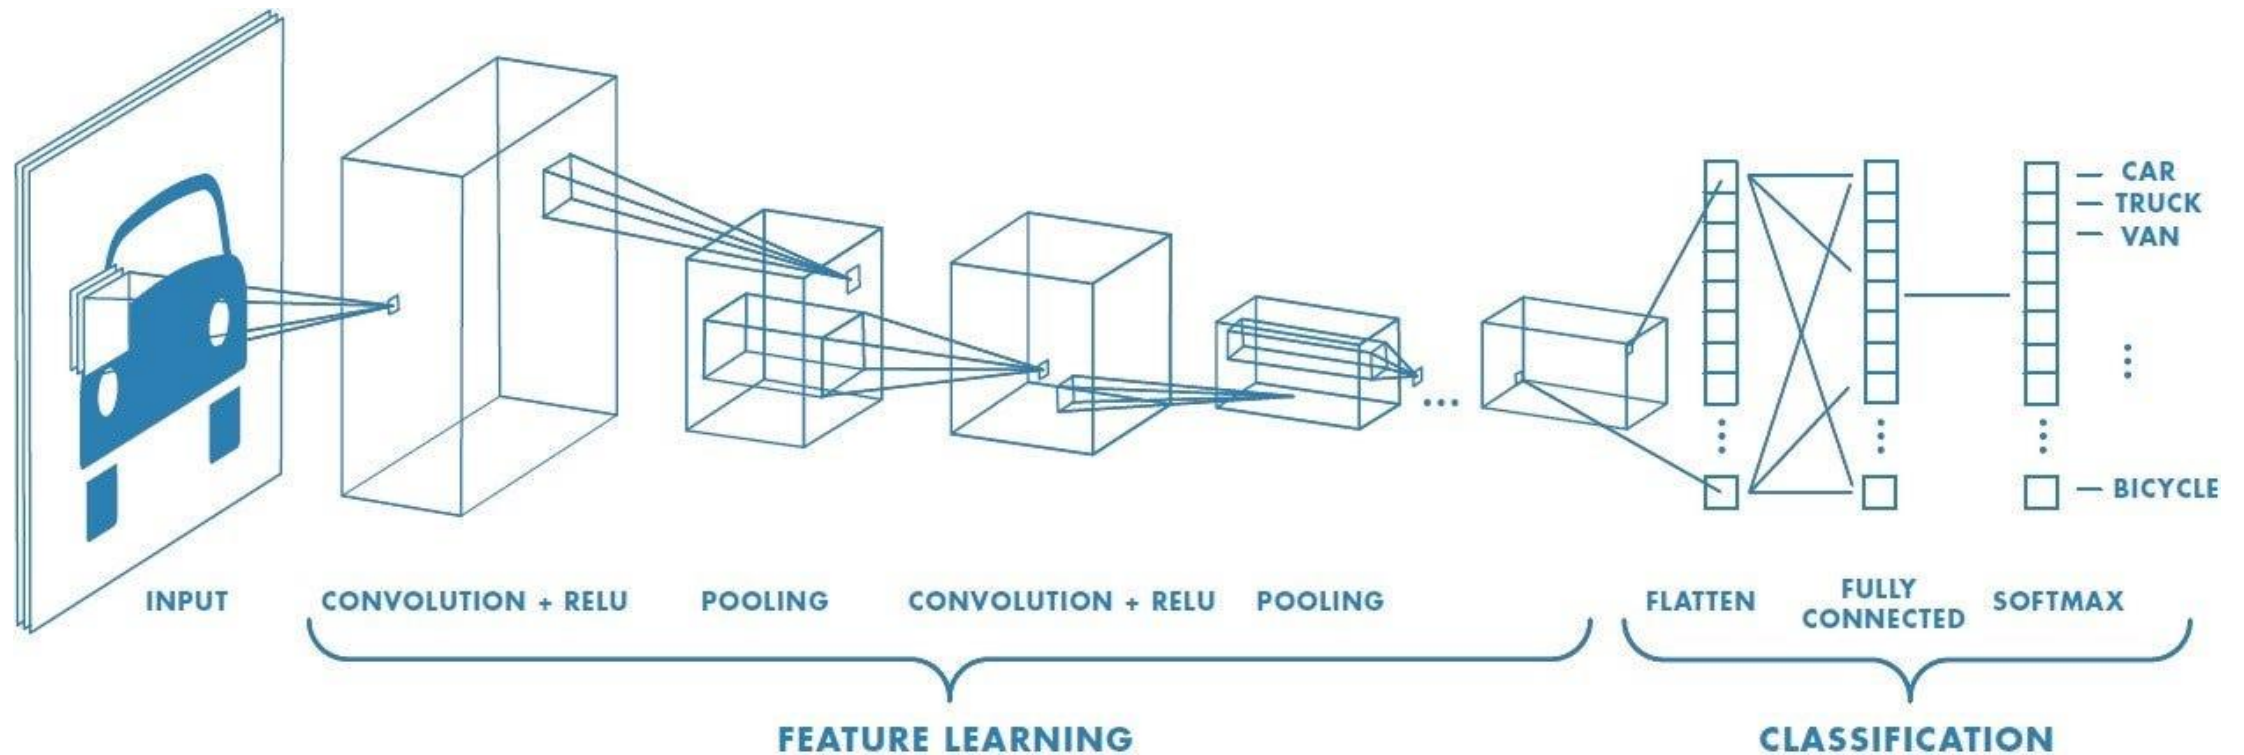 CAR
TRUCK
VAN
BICYCLE
INPUT
CONVOLUTION + RELU
POOLING
CONVOLUTION + RELU
POOLING
FLATTEN
FULLY
CONNECTED
SOFTMAX
FEATURE LEARNING
CLASSIFICATION